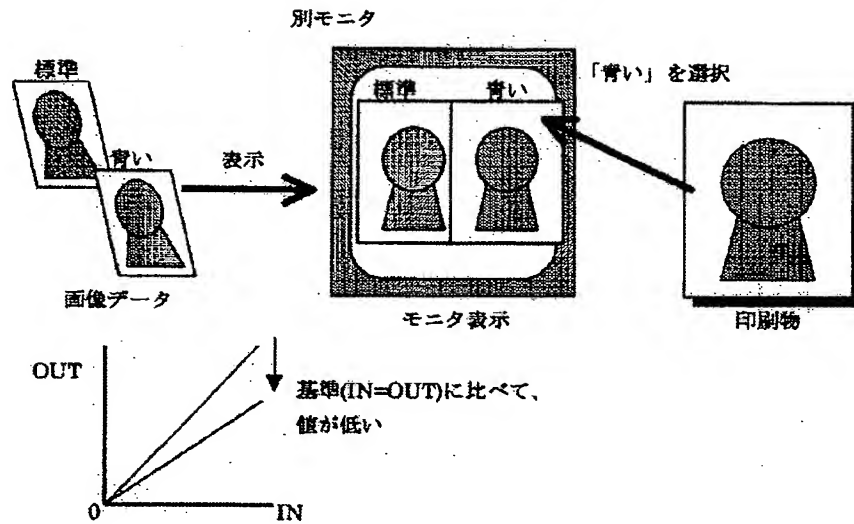 別モニタ
標準
青い
画像データ
表示
標準
青い
モニタ表示
「青い」を選択
印刷物
OUT
基準(IN=OUT)に比べて、
値が低い
0
IN